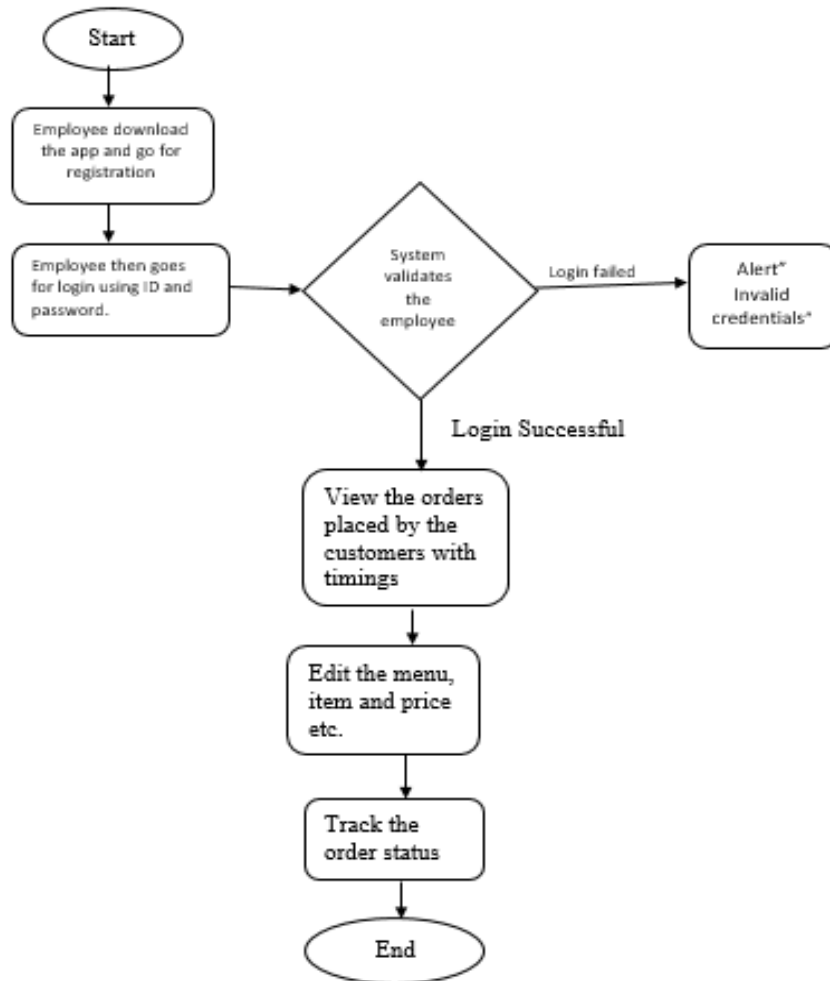 Start
Employee download
the app and go for
registration
Employee then goes
for login using ID and
password.
System
validates
the
employee
Login failed
Alert"
Invalid
credentials"
Login Successful
View the orders
placed by the
customers with
timings
Edit the menu,
item and price
etc.
Track the
order status
End